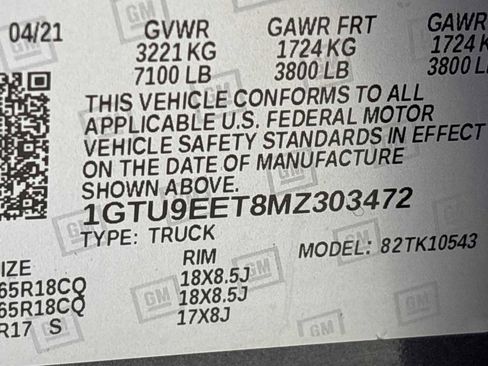 04/21 GVWR GAWR FRT GAWR
3221 KG 1724 KG 1724 K
7100 LB 3800 LB 3800 LB
THIS VEHICLE CONFORMS TO ALL
APPLICABLE U.S. FEDERAL MOTOR
VEHICLE SAFETY STANDARDS IN EFFECT
ON THE DATE OF MANUFACTURE
SHOWN ABOVE.
1GTU9EET8MZ303472
TYPE: TRUCK MODEL: 82TK10543
IZE RIM
65R18CQ 18X8.5J
65R18CQ 18X8.5J
R17 S 17X8J